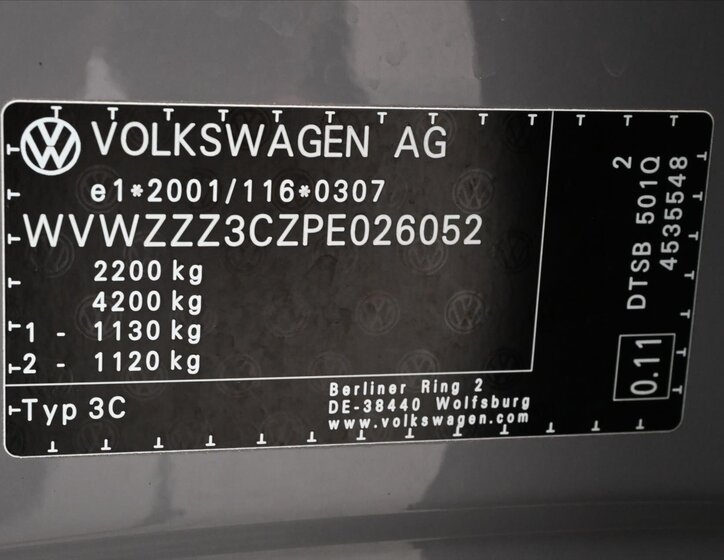 VOLKSWAGEN AG
e1*2001/116*0307
WVWZZZ3CZPE026052
2200 kg
4200 kg
1 - 1130 kg
2 - 1120 kg
Typ 3C
Berliner Ring 2
DE-38440 Wolfsburg
www.volkswagen.com
2
DTSB 501Q
4535548
0.11